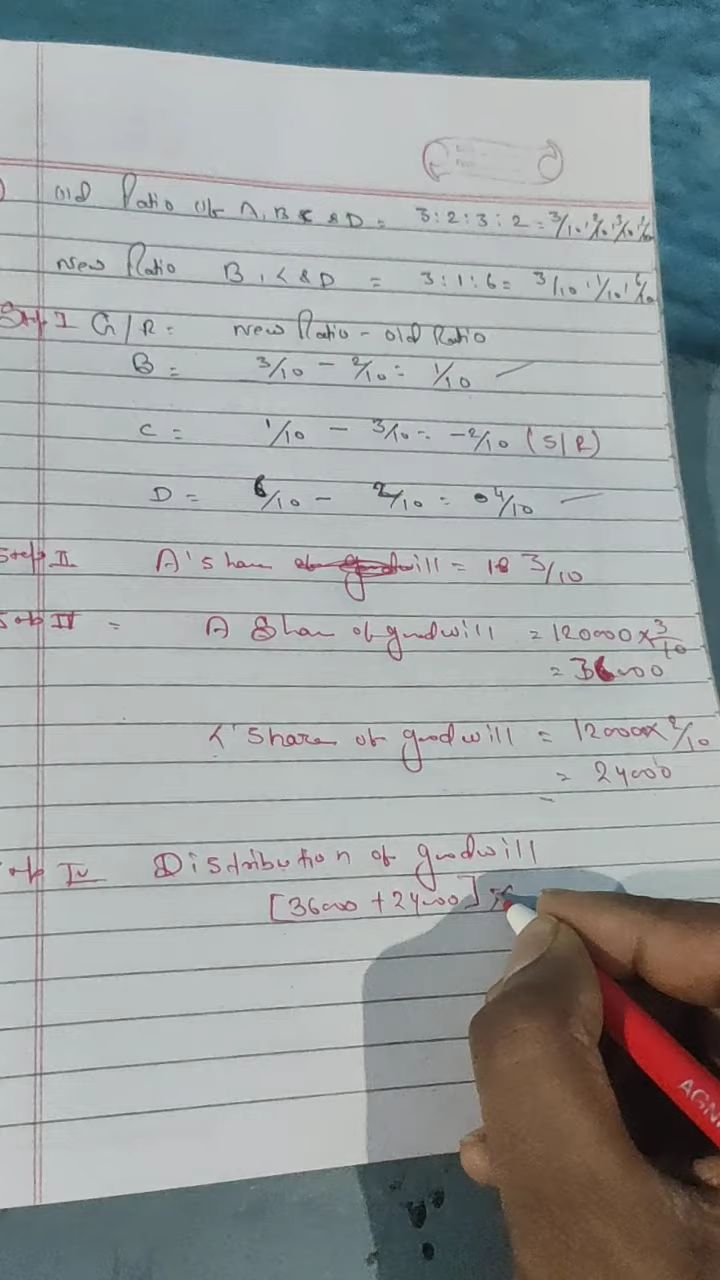 Old Ratio of A, B C & D = 3:2:3:2 = 3/10 : 2/10 : 3/10 : 2/10
New Ratio B, C & D = 3:1:6 = 3/10 : 1/10 : 6/10
Step I G/R = New Ratio - Old Ratio
B = 3/10 - 2/10 = 1/10
C = 1/10 - 3/10 = -2/10 (S/R)
D = 6/10 - 2/10 = 4/10
Step II A's share = 3/10
Step IV = A Share of goodwill = 120000 x 3/10
= 36000
C's share of goodwill = 120000 x 2/10
= 24000
Step IV Distribution of goodwill
[36000 + 24000] x
AGNI